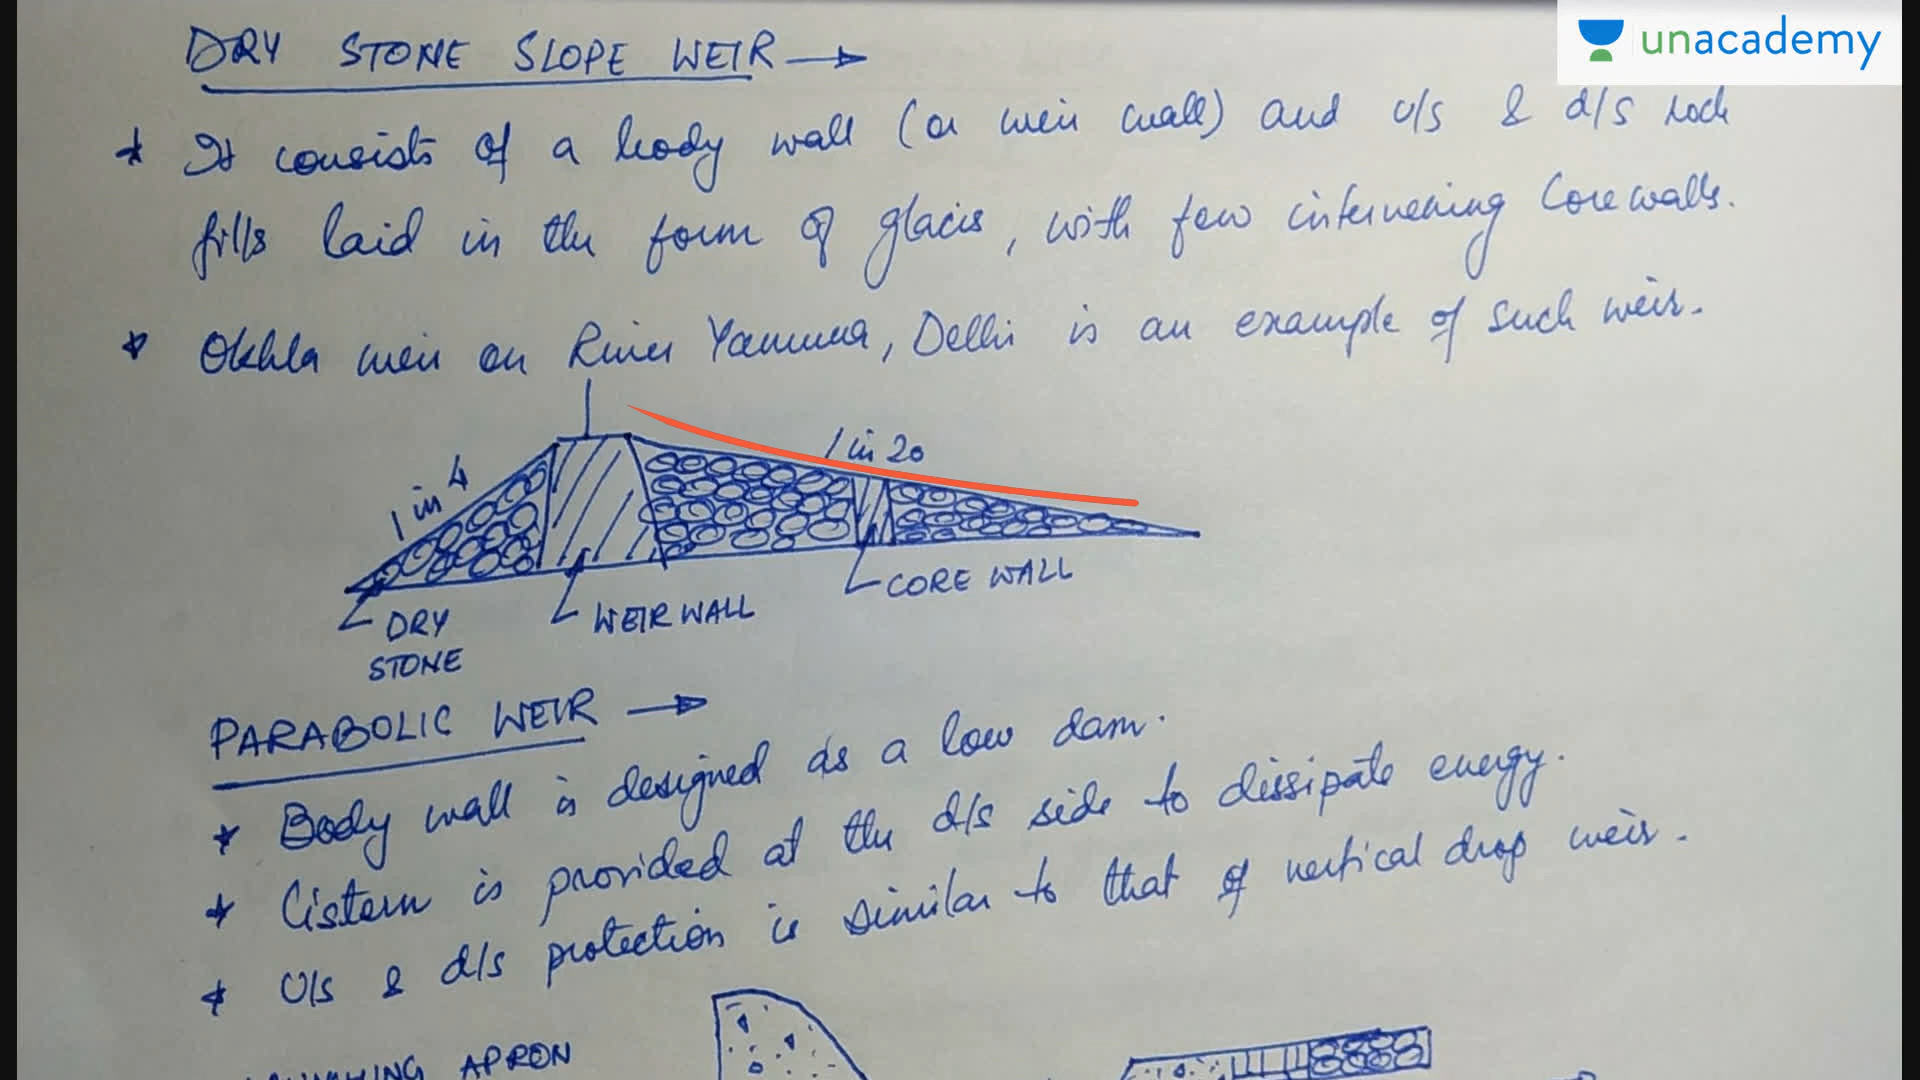 unacademy
DRY STONE SLOPE WEIR →
* It consists of a body wall (or weir wall) and U/S & d/s rock
fills laid in the form of glacis, with few intervening Core walls.
* Okhla weir on River Yamuna, Delhi is an example of such weir.
1 in 4
1 in 20
DRY
STONE
WEIR WALL
CORE WALL
PARABOLIC WEIR →
* Body wall is designed as a low dam.
* Cistern is provided at the d/s side to dissipate energy.
* U/s & d/s protection is similar to that of vertical drop weir.
APRON